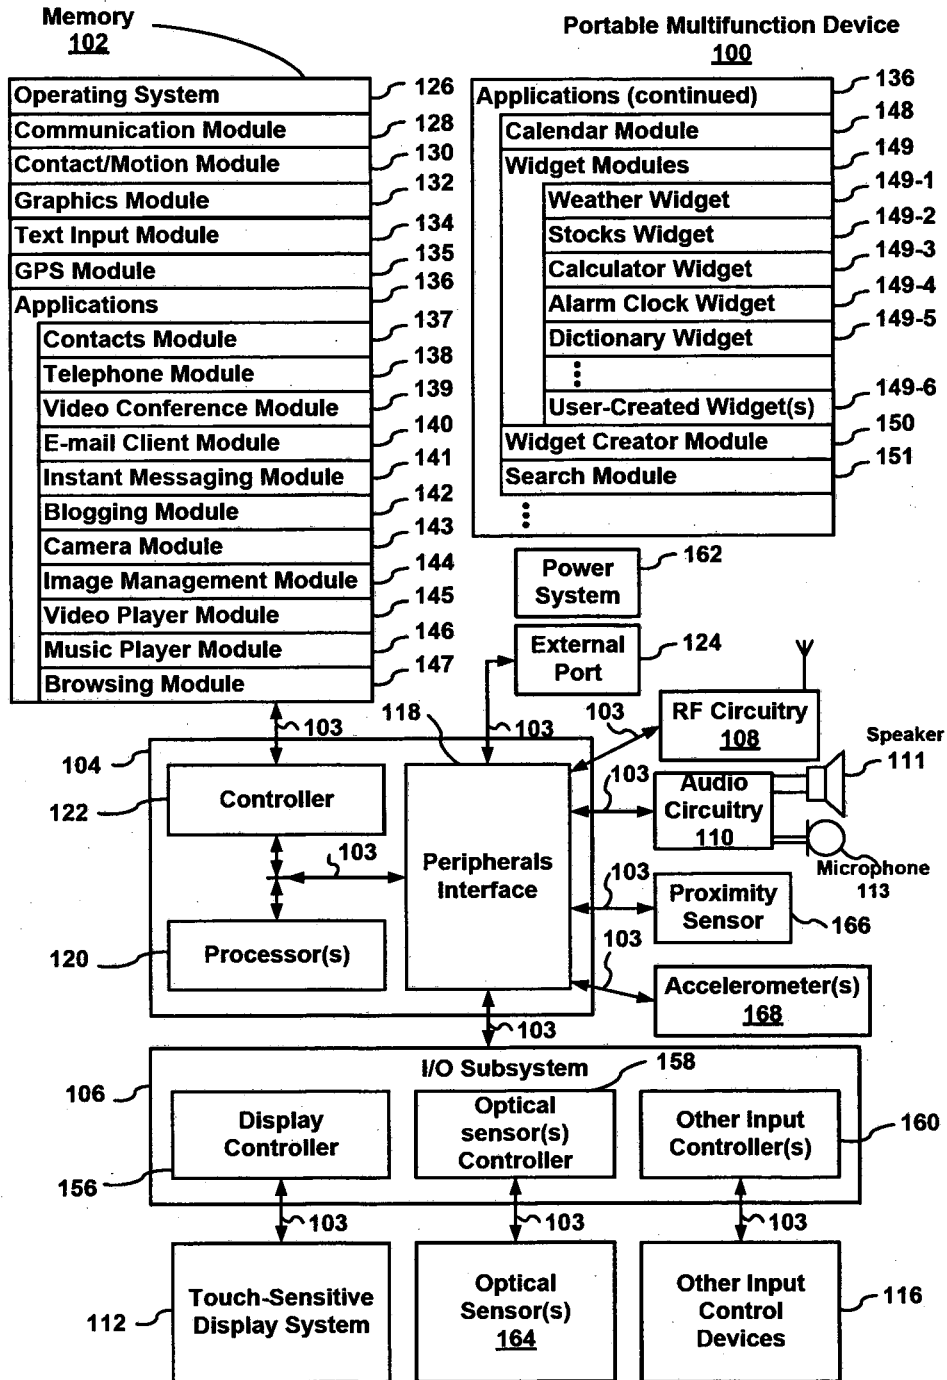 Memory
102
Portable Multifunction Device
100
Operating System
126
Communication Module
128
Contact/Motion Module
130
Graphics Module
132
Text Input Module
134
GPS Module
135
Applications
136
Contacts Module
137
Telephone Module
138
Video Conference Module
139
E-mail Client Module
140
Instant Messaging Module
141
Blogging Module
142
Camera Module
143
Image Management Module
144
Video Player Module
145
Music Player Module
146
Browsing Module
147
Applications (continued)
136
Calendar Module
148
Widget Modules
149
Weather Widget
149-1
Stocks Widget
149-2
Calculator Widget
149-3
Alarm Clock Widget
149-4
Dictionary Widget
149-5
User-Created Widget(s)
149-6
Widget Creator Module
150
Search Module
151
Power
System
162
External
Port
124
103
118
103
103
RF Circuitry
108
Speaker
111
104
122
Controller
103
Audio
Circuitry
110
Microphone
113
103
Peripherals
Interface
103
Proximity
Sensor
166
120
Processor(s)
103
Accelerometer(s)
168
103
I/O Subsystem
106
158
Display
Controller
156
Optical
sensor(s)
Controller
Other Input
Controller(s)
160
103
103
103
112
Touch-Sensitive
Display System
Optical
Sensor(s)
164
Other Input
Control
Devices
116